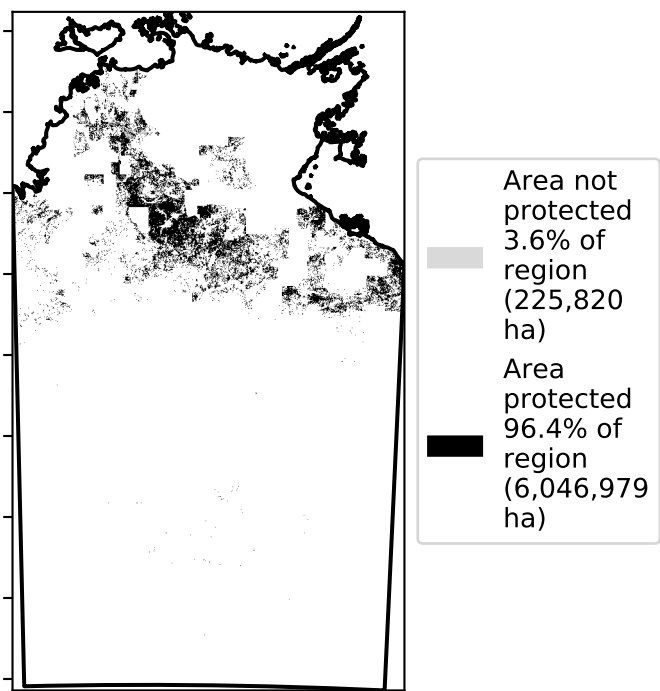 Area not
protected
3.6% of
region
(225,820
ha)
Area
protected
96.4% of
region
(6,046,979
ha)